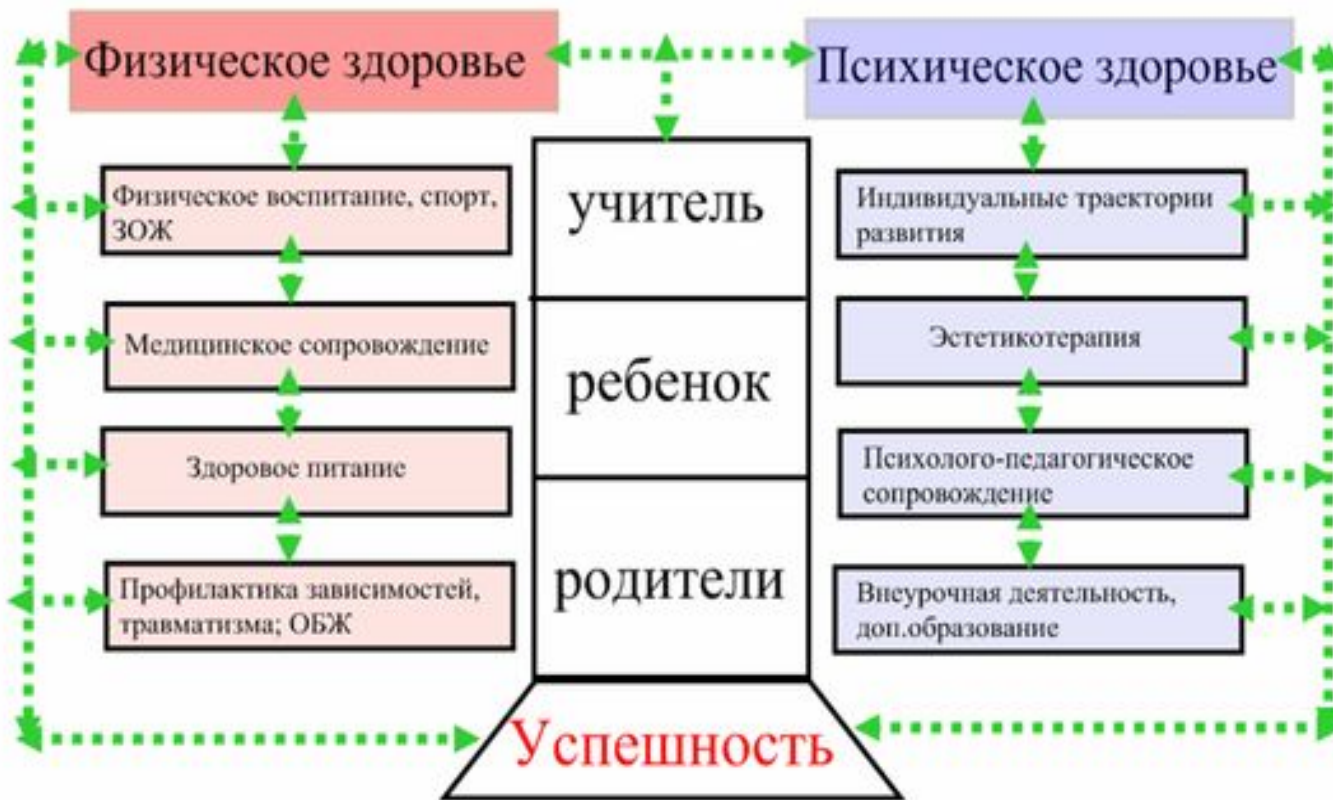 Физическое здоровье
Психическое здоровье
Физическое воспитание, спорт,
ЗОЖ
Медицинское сопровождение
Здоровое питание
Профилактика зависимостей,
травматизма; ОБЖ
учитель
ребенок
родители
Успешность
Индивидуальные траектории
развития
Эстетикотерапия
Психолого-педагогическое
сопровождение
Внеурочная деятельность,
доп.образование